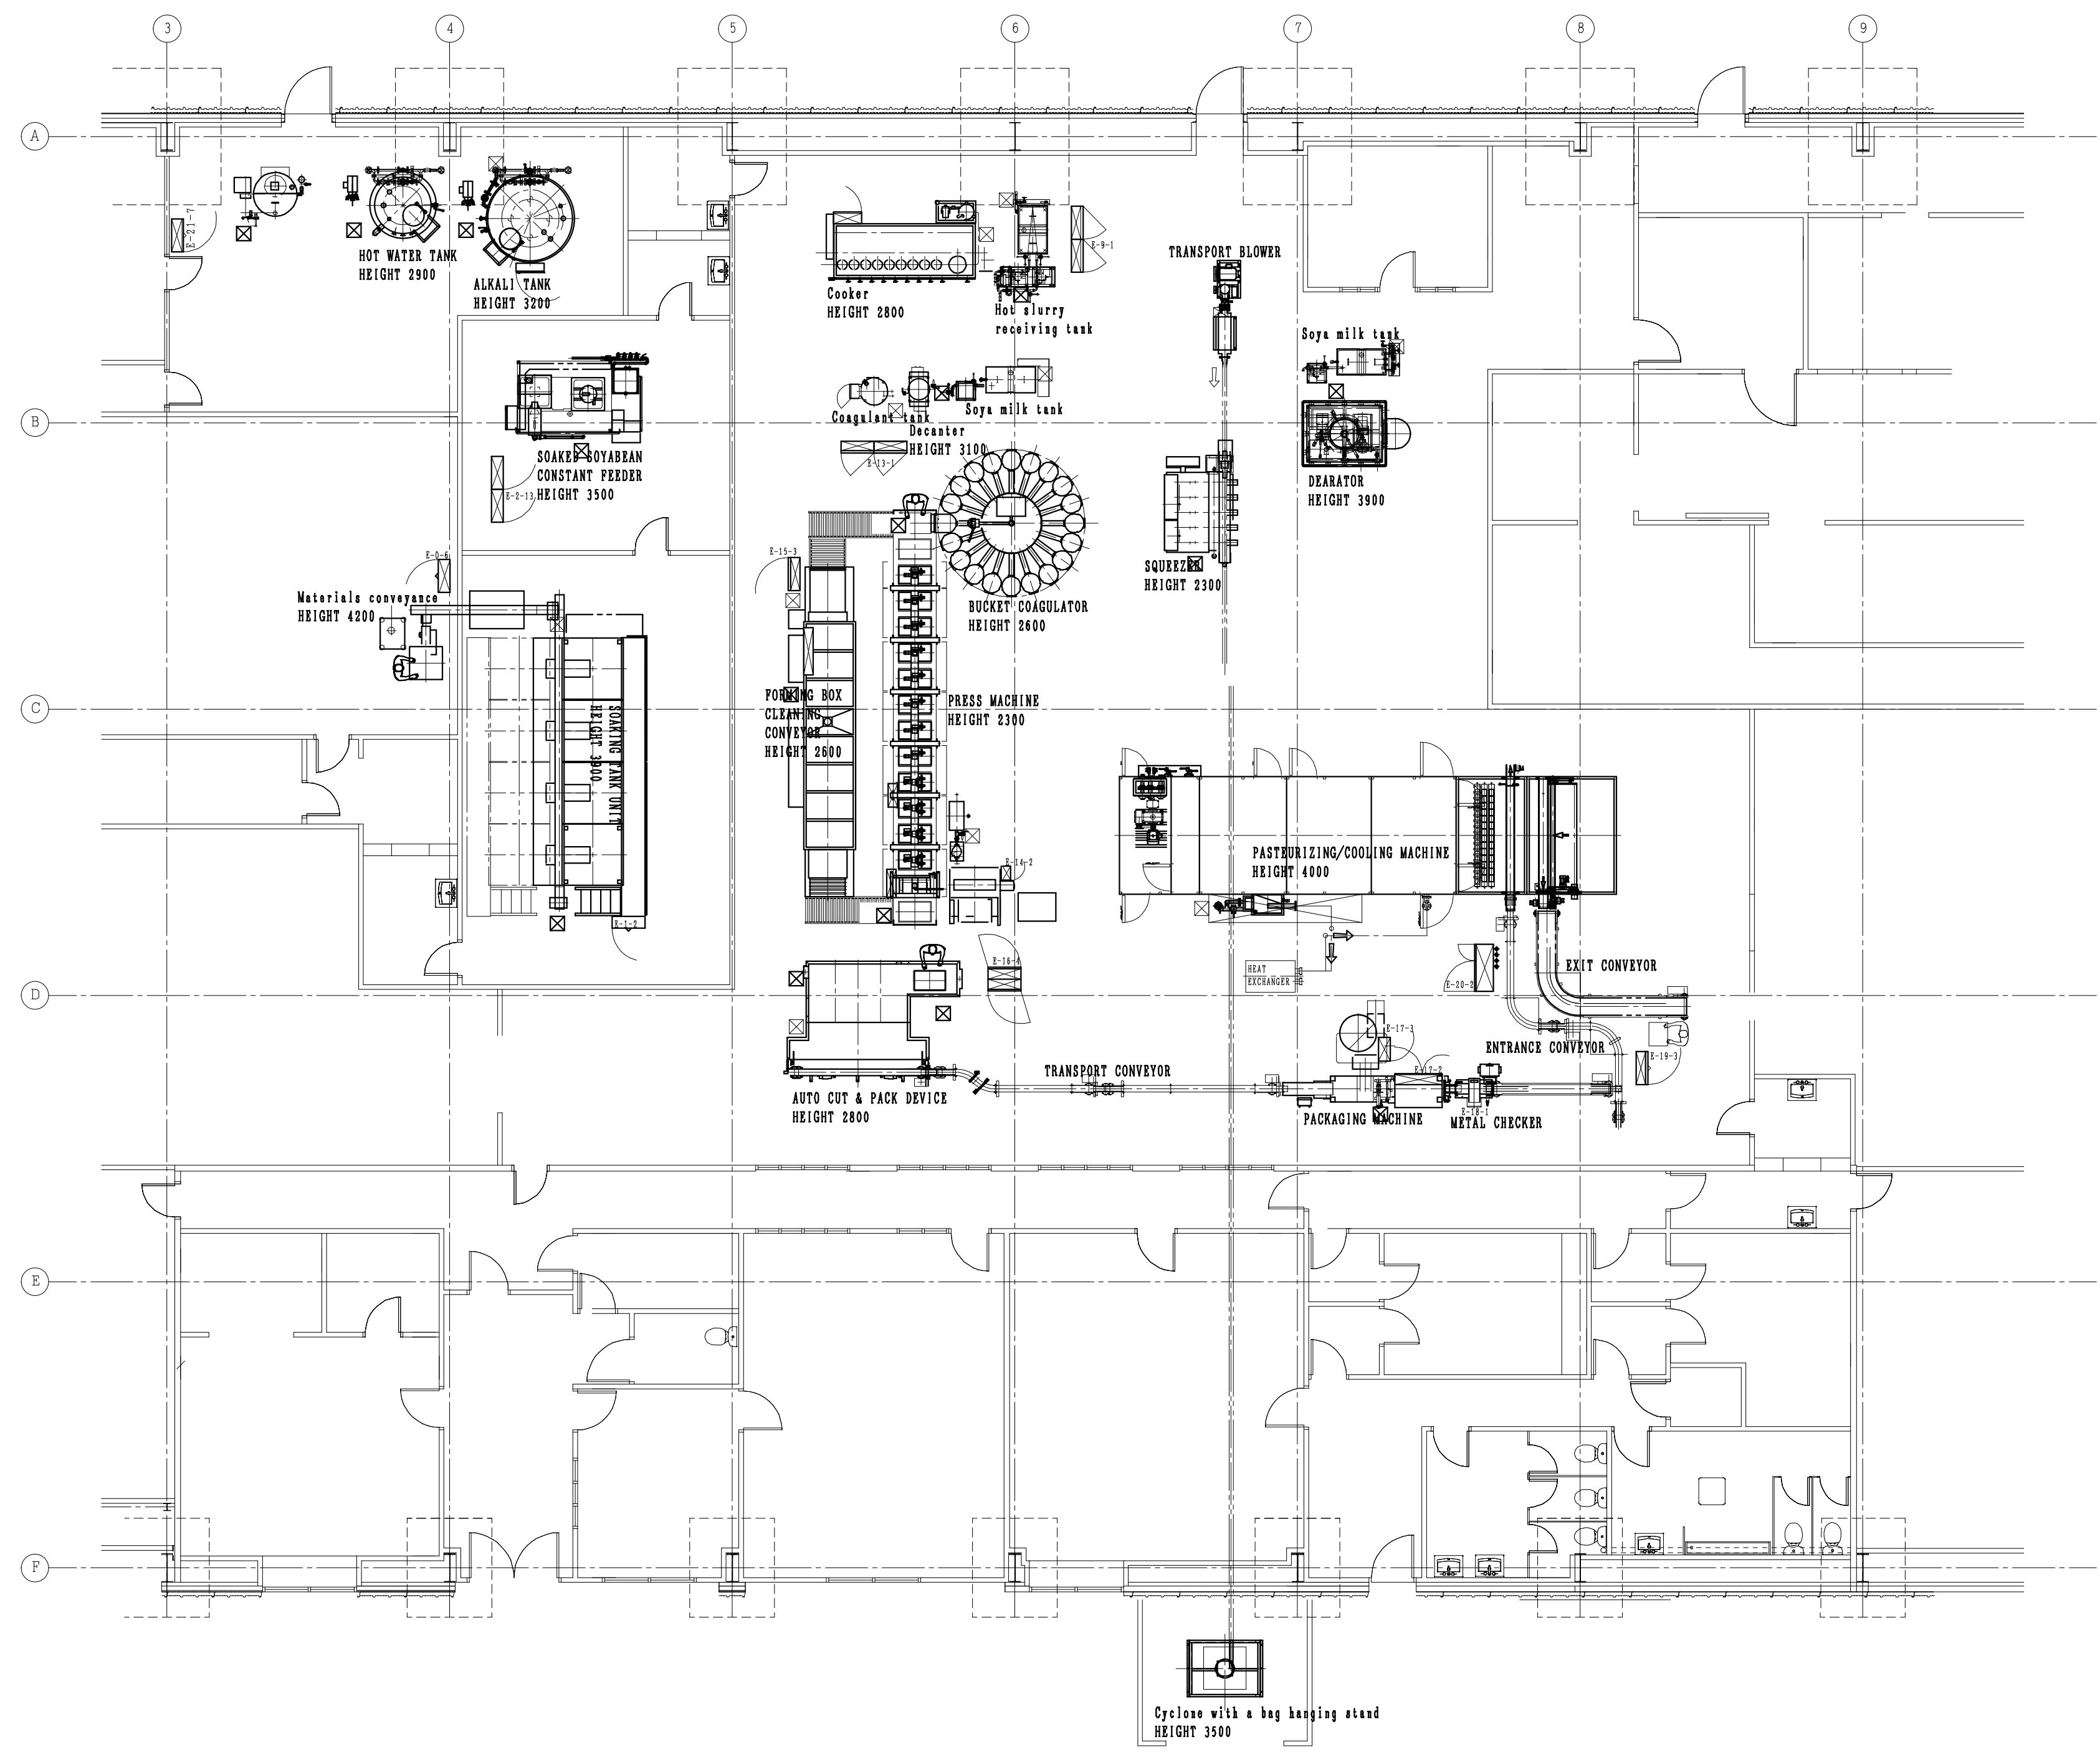 3
4
5
6
7
8
9
A
E-21-7
HOT WATER TANK
HEIGHT 2900
ALKALI TANK
HEIGHT 3200
Cooker
HEIGHT 2800
Hot slurry
receiving tank
E-9-1
TRANSPORT BLOWER
Soya milk tank
B
SOAKED SOYABEAN
CONSTANT FEEDER
HEIGHT 3500
E-2-13
Coagulant tank
Decanter
HEIGHT 3100
Soya milk tank
E-13-1
DEARATOR
HEIGHT 3900
SQUEEZER
HEIGHT 2300
E-0-6
Materials conveyance
HEIGHT 4200
E-15-3
BUCKET COAGULATOR
HEIGHT 2600
C
SOAKING TANK UNIT
HEIGHT 3900
FORMING BOX
CLEANING
CONVEYOR
HEIGHT 2600
PRESS MACHINE
HEIGHT 2300
PASTEURIZING/COOLING MACHINE
HEIGHT 4000
E-14-2
E-1-2
E-16-4
HEAT
EXCHANGER
E-20-2
EXIT CONVEYOR
D
E-17-3
ENTRANCE CONVEYOR
E-19-3
TRANSPORT CONVEYOR
E-17-2
AUTO CUT & PACK DEVICE
HEIGHT 2800
PACKAGING MACHINE
E-18-1
METAL CHECKER
E
F
Cyclone with a bag hanging stand
HEIGHT 3500